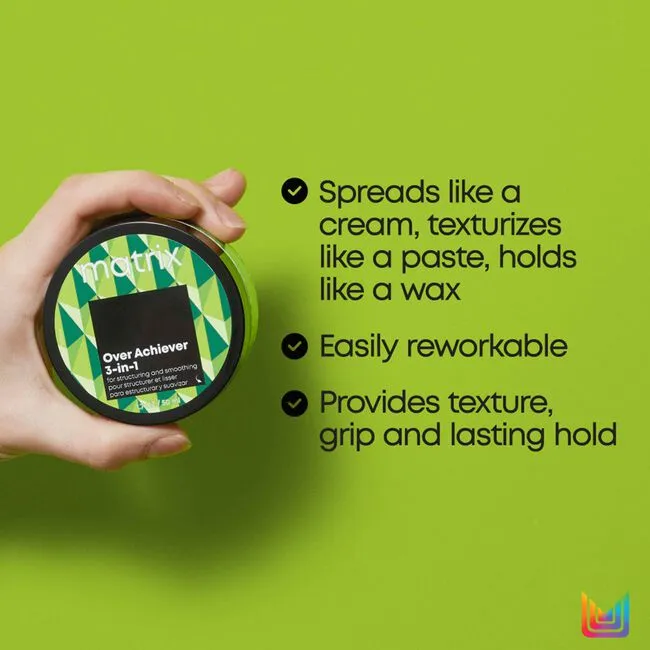 matrix
Over Achiever
3-in-1
for structuring and smoothing
pour structurer et lisser
para estructurar y suavizar
Spreads like a
cream, texturizes
like a paste, holds
like a wax
Easily reworkable
Provides texture,
grip and lasting hold